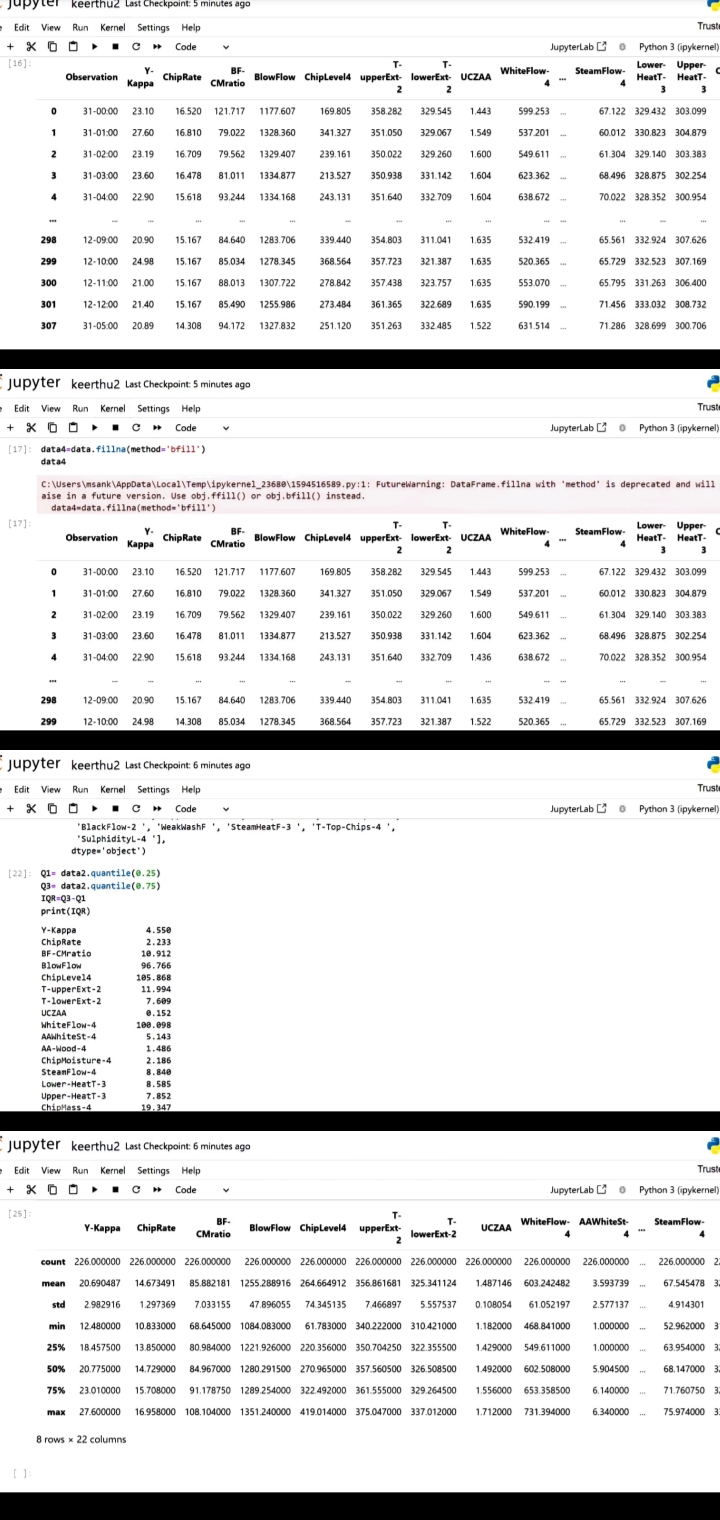 Jupyter keerthu2 Last Checkpoint: 5 minutes ago
Edit View Run Kernel Settings Help Truste
Code JupyterLab Python 3 (ipykernel)
[16]:
Observation Y-Kappa ChipRate BF-CMratio BlowFlow ChipLevel4 T-upperExt-2 T-lowerExt-2 UCZAA WhiteFlow-4 ... SteamFlow-4 Lower-HeatT-3 Upper-HeatT-3 C
0 31-00:00 23.10 16.520 121.717 1177.607 169.805 358.282 329.545 1.443 599.253 ... 67.122 329.432 303.099
1 31-01:00 27.60 16.810 79.022 1328.360 341.327 351.050 329.067 1.549 537.201 ... 60.012 330.823 304.879
2 31-02:00 23.19 16.709 79.562 1329.407 239.161 350.022 329.260 1.600 549.611 ... 61.304 329.140 303.383
3 31-03:00 23.60 16.478 81.011 1334.877 213.527 350.938 331.142 1.604 623.362 ... 68.496 328.875 302.254
4 31-04:00 22.90 15.618 93.244 1334.168 243.131 351.640 332.709 1.604 638.672 ... 70.022 328.352 300.954
... ... ... ... ... ... ... ... ... ... ... ... ... ...
298 12-09:00 20.90 15.167 84.640 1283.706 339.440 354.803 311.041 1.635 532.419 ... 65.561 332.924 307.626
299 12-10:00 24.98 15.167 85.034 1278.345 368.564 357.723 321.387 1.635 520.365 ... 65.729 332.523 307.169
300 12-11:00 21.00 15.167 88.013 1307.722 278.842 357.438 323.757 1.635 553.070 ... 65.795 331.263 306.400
301 12-12:00 21.40 15.167 85.490 1255.986 273.484 361.365 322.689 1.635 590.199 ... 71.456 333.032 308.732
307 31-05:00 20.89 14.308 94.172 1327.832 251.120 351.263 332.485 1.522 631.514 ... 71.286 328.699 300.706
Jupyter keerthu2 Last Checkpoint: 5 minutes ago
Edit View Run Kernel Settings Help Truste
Code JupyterLab Python 3 (ipykernel)
[17]: data4=data.fillna(method='bfill')
data4
C:\Users\msank\AppData\Local\Temp\ipykernel_23680\1594516589.py:1: FutureWarning: DataFrame.fillna with 'method' is deprecated and will
aise in a future version. Use obj.ffill() or obj.bfill() instead.
data4=data.fillna(method='bfill')
[17]:
Observation Y-Kappa ChipRate BF-CMratio BlowFlow ChipLevel4 T-upperExt-2 T-lowerExt-2 UCZAA WhiteFlow-4 ... SteamFlow-4 Lower-HeatT-3 Upper-HeatT-3 C
0 31-00:00 23.10 16.520 121.717 1177.607 169.805 358.282 329.545 1.443 599.253 ... 67.122 329.432 303.099
1 31-01:00 27.60 16.810 79.022 1328.360 341.327 351.050 329.067 1.549 537.201 ... 60.012 330.823 304.879
2 31-02:00 23.19 16.709 79.562 1329.407 239.161 350.022 329.260 1.600 549.611 ... 61.304 329.140 303.383
3 31-03:00 23.60 16.478 81.011 1334.877 213.527 350.938 331.142 1.604 623.362 ... 68.496 328.875 302.254
4 31-04:00 22.90 15.618 93.244 1334.168 243.131 351.640 332.709 1.436 638.672 ... 70.022 328.352 300.954
... ... ... ... ... ... ... ... ... ... ... ... ... ...
298 12-09:00 20.90 15.167 84.640 1283.706 339.440 354.803 311.041 1.635 532.419 ... 65.561 332.924 307.626
299 12-10:00 24.98 14.308 85.034 1278.345 368.564 357.723 321.387 1.522 520.365 ... 65.729 332.523 307.169
Jupyter keerthu2 Last Checkpoint: 6 minutes ago
Edit View Run Kernel Settings Help Truste
Code JupyterLab Python 3 (ipykernel)
'BlackFlow-2 ', 'WeakWashF ', 'SteamHeatF-3 ', 'T-Top-Chips-4 ',
'SulphidityL-4 '],
dtype='object')
[22]: Q1= data2.quantile(0.25)
Q3= data2.quantile(0.75)
IQR=Q3-Q1
print(IQR)
Y-Kappa 4.550
ChipRate 2.233
BF-CMratio 10.912
BlowFlow 96.766
ChipLevel4 105.868
T-upperExt-2 11.994
T-lowerExt-2 7.609
UCZAA 0.152
WhiteFlow-4 100.098
AAWhiteSt-4 5.143
AA-Wood-4 1.486
ChipMoisture-4 2.186
SteamFlow-4 8.840
Lower-HeatT-3 8.585
Upper-HeatT-3 7.852
ChipMass-4 19.347
Jupyter keerthu2 Last Checkpoint: 6 minutes ago
Edit View Run Kernel Settings Help Truste
Code JupyterLab Python 3 (ipykernel)
[25]:
Y-Kappa ChipRate BF-CMratio BlowFlow ChipLevel4 T-upperExt-2 T-lowerExt-2 UCZAA WhiteFlow-4 AAWhiteSt-4 ... SteamFlow-4
count 226.000000 226.000000 226.000000 226.000000 226.000000 226.000000 226.000000 226.000000 226.000000 226.000000 ... 226.000000 2
mean 20.690487 14.673491 85.882181 1255.288916 264.664912 356.861681 325.341124 1.487146 603.242482 3.593739 ... 67.545478 3
std 2.982916 1.297369 7.033155 47.896055 74.345135 7.466897 5.557537 0.108054 61.052197 2.577137 ... 4.914301
min 12.480000 10.833000 68.645000 1084.083000 61.783000 340.222000 310.421000 1.182000 468.841000 1.000000 ... 52.962000 3
25% 18.457500 13.850000 80.984000 1221.926000 220.356000 350.704250 322.355500 1.429000 549.611000 1.000000 ... 63.954000 3
50% 20.775000 14.729000 84.967000 1280.291500 270.965000 357.560500 326.508500 1.492000 602.508000 5.904500 ... 68.147000 3
75% 23.010000 15.708000 91.178750 1289.254000 322.492000 361.555000 329.264500 1.556000 653.358500 6.140000 ... 71.760750 3
max 27.600000 16.958000 108.104000 1351.240000 419.014000 375.047000 337.012000 1.712000 731.394000 6.340000 ... 75.974000 3
8 rows × 22 columns
[ ]: